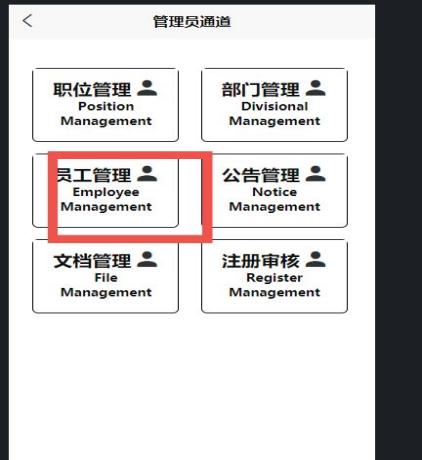 管理员通道
职位管理
Position
Management
部门管理
Divisional
Management
员工管理
Employee
Management
公告管理
Notice
Management
文档管理
File
Management
注册审核
Register
Management